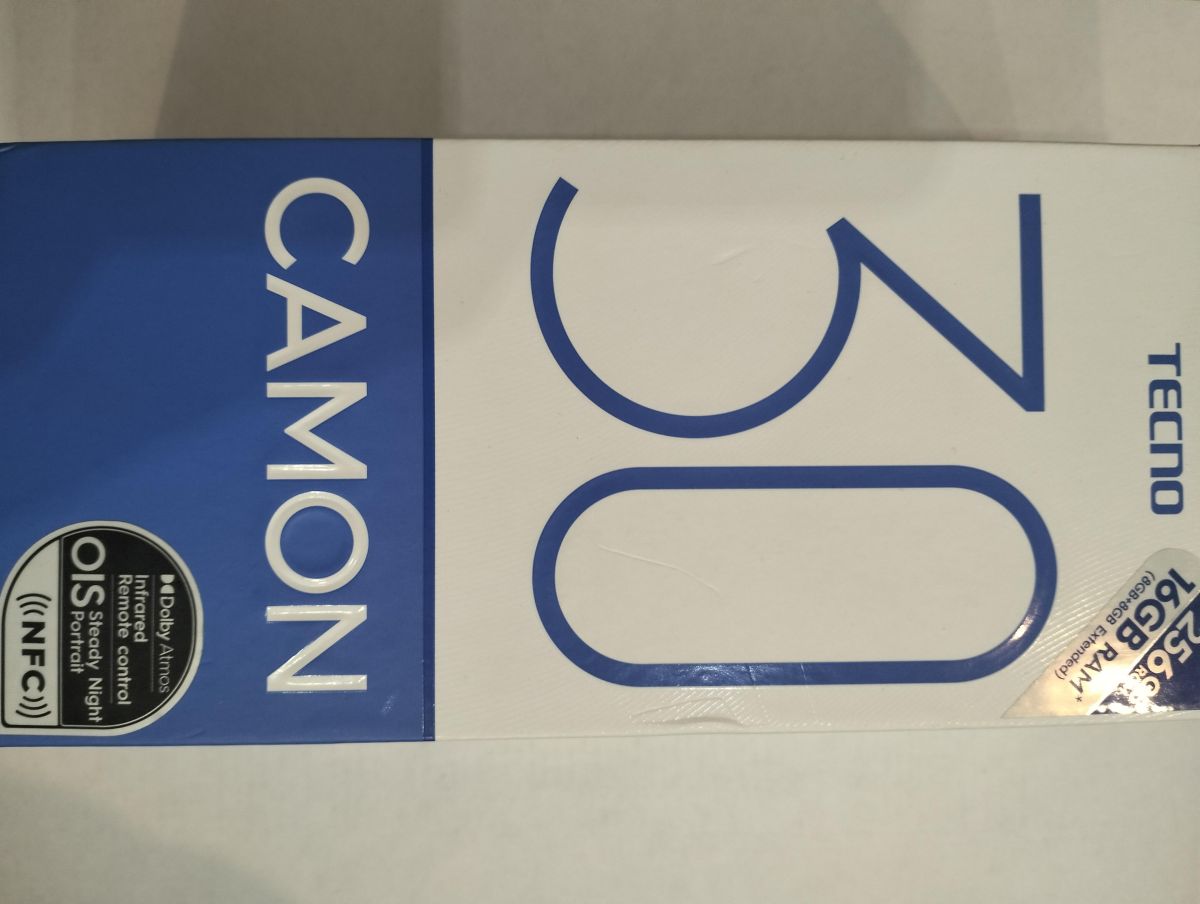 TECNO
256G
16GB RAM*
(8GB+8GB Extended)
30
CAMON
Dolby Atmos
Infrared
Remote control
OIS Steady Night
Portrait
NFC